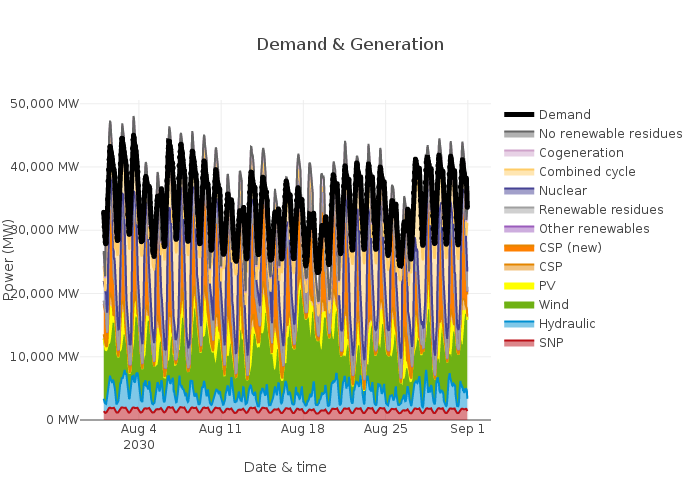 Demand & Generation
50,000 MW
40,000 MW
30,000 MW
20,000 MW
10,000 MW
0 MW
Power (MW)
Aug 4
2030
Aug 11
Aug 18
Aug 25
Sep 1
Date & time
Demand
No renewable residues
Cogeneration
Combined cycle
Nuclear
Renewable residues
Other renewables
CSP (new)
CSP
PV
Wind
Hydraulic
SNP